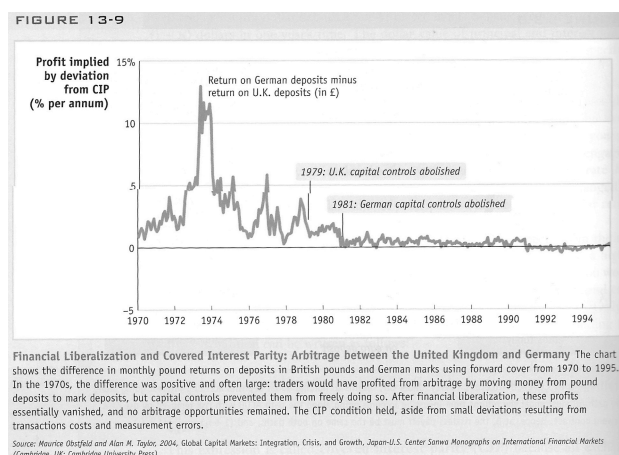 FIGURE 13-9
Profit implied
by deviation
from CIP
(% per annum)
15%
10
5
0
–5
Return on German deposits minus
return on U.K. deposits (in £)
1979: U.K. capital controls abolished
1981: German capital controls abolished
1970 1972 1974 1976 1978 1980 1982 1984 1986 1988 1990 1992 1994
Financial Liberalization and Covered Interest Parity: Arbitrage between the United Kingdom and Germany The chart
shows the difference in monthly pound returns on deposits in British pounds and German marks using forward cover from 1970 to 1995.
In the 1970s, the difference was positive and often large: traders would have profited from arbitrage by moving money from pound
deposits to mark deposits, but capital controls prevented them from freely doing so. After financial liberalization, these profits
essentially vanished, and no arbitrage opportunities remained. The CIP condition held, aside from small deviations resulting from
transactions costs and measurement errors.
Source: Maurice Obstfeld and Alan M. Taylor, 2004, Global Capital Markets: Integration, Crisis, and Growth, Japan-U.S. Center Sanwa Monographs on International Financial Markets
(Cambridge, UK: Cambridge University Press)